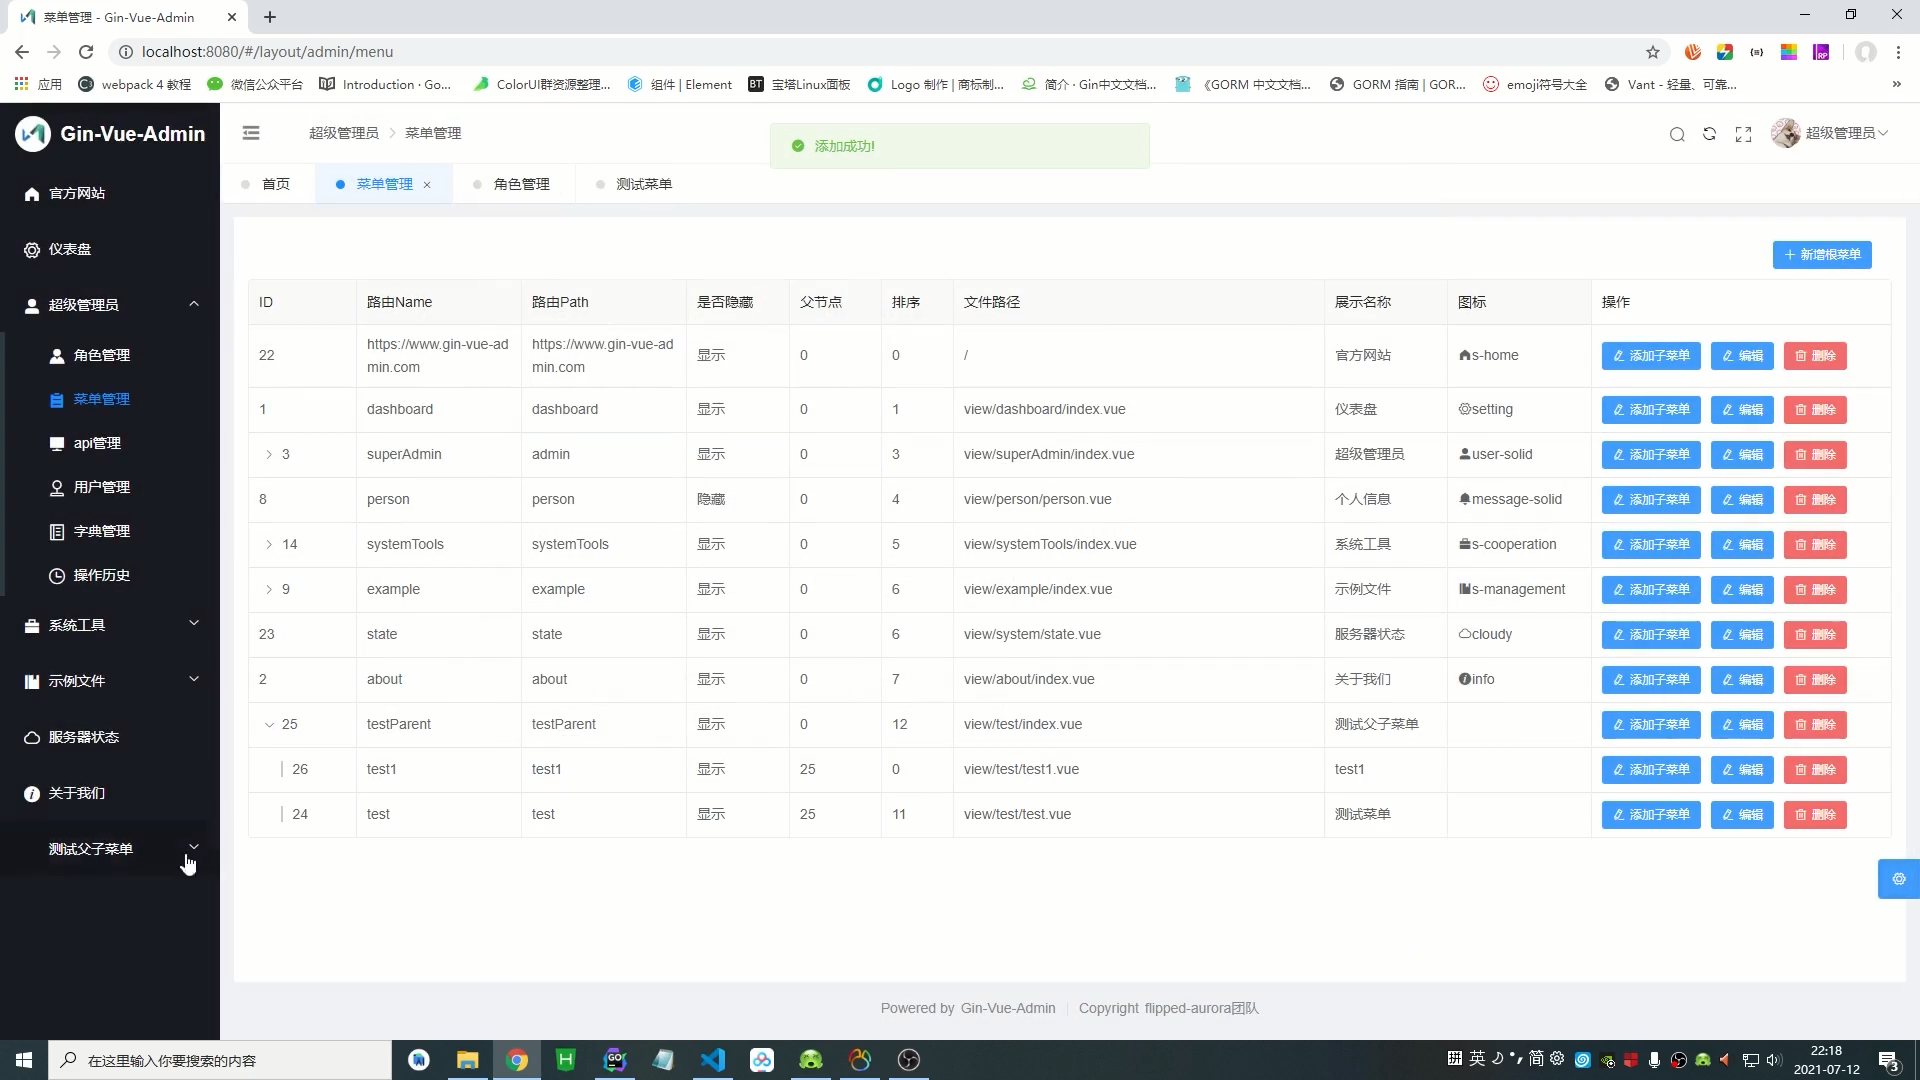 菜单管理 - Gin-Vue-Admin
localhost:8080/#/layout/admin/menu
应用
webpack 4 教程
微信公众平台
Introduction · Go...
ColorUI群资源整理...
组件 | Element
BT
宝塔Linux面板
Logo 制作 | 商标制...
简介 · Gin中文文档...
《GORM 中文文档...
GORM 指南 | GOR...
emoji符号大全
Vant - 轻量、可靠...
Gin-Vue-Admin
超级管理员 > 菜单管理
添加成功!
超级管理员
首页
菜单管理
角色管理
测试菜单
官方网站
仪表盘
超级管理员
角色管理
菜单管理
api管理
用户管理
字典管理
操作历史
系统工具
示例文件
服务器状态
关于我们
测试父子菜单
新增根菜单
ID 路由Name 路由Path 是否隐藏 父节点 排序 文件路径 展示名称 图标 操作
22 https://www.gin-vue-ad https://www.gin-vue-ad 显示 0 0 / 官方网站 s-home 添加子菜单 编辑 删除
min.com min.com
1 dashboard dashboard 显示 0 1 view/dashboard/index.vue 仪表盘 setting 添加子菜单 编辑 删除
3 superAdmin admin 显示 0 3 view/superAdmin/index.vue 超级管理员 user-solid 添加子菜单 编辑 删除
8 person person 隐藏 0 4 view/person/person.vue 个人信息 message-solid 添加子菜单 编辑 删除
14 systemTools systemTools 显示 0 5 view/systemTools/index.vue 系统工具 s-cooperation 添加子菜单 编辑 删除
9 example example 显示 0 6 view/example/index.vue 示例文件 s-management 添加子菜单 编辑 删除
23 state state 显示 0 6 view/system/state.vue 服务器状态 cloudy 添加子菜单 编辑 删除
2 about about 显示 0 7 view/about/index.vue 关于我们 info 添加子菜单 编辑 删除
25 testParent testParent 显示 0 12 view/test/index.vue 测试父子菜单 添加子菜单 编辑 删除
26 test1 test1 显示 25 0 view/test/test1.vue test1 添加子菜单 编辑 删除
24 test test 显示 25 11 view/test/test.vue 测试菜单 添加子菜单 编辑 删除
Powered by Gin-Vue-Admin | Copyright flipped-aurora团队
在这里输入你要搜索的内容
英
简
22:18
2021-07-12
3